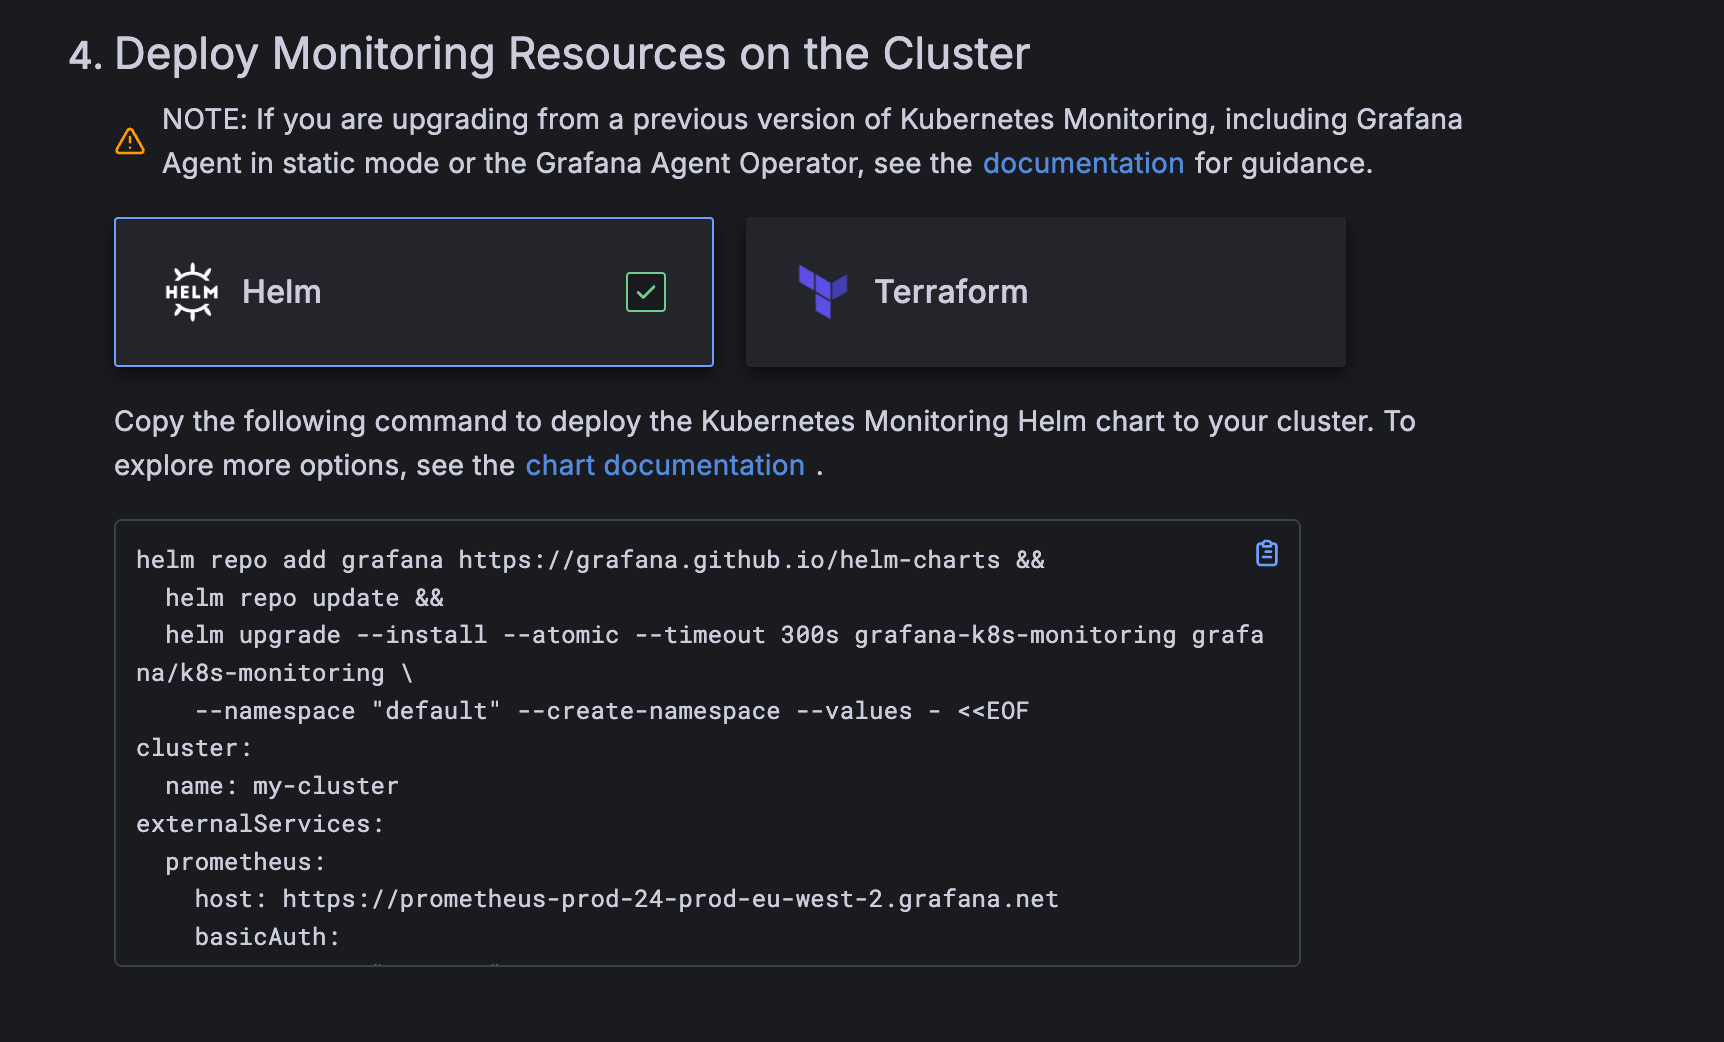 4. Deploy Monitoring Resources on the Cluster
NOTE: If you are upgrading from a previous version of Kubernetes Monitoring, including Grafana
Agent in static mode or the Grafana Agent Operator, see the documentation for guidance.
HELM Helm
Terraform
Copy the following command to deploy the Kubernetes Monitoring Helm chart to your cluster. To
explore more options, see the chart documentation .
helm repo add grafana https://grafana.github.io/helm-charts &&
  helm repo update &&
  helm upgrade --install --atomic --timeout 300s grafana-k8s-monitoring grafa
na/k8s-monitoring \
    --namespace "default" --create-namespace --values - <<EOF
cluster:
  name: my-cluster
externalServices:
  prometheus:
    host: https://prometheus-prod-24-prod-eu-west-2.grafana.net
    basicAuth: